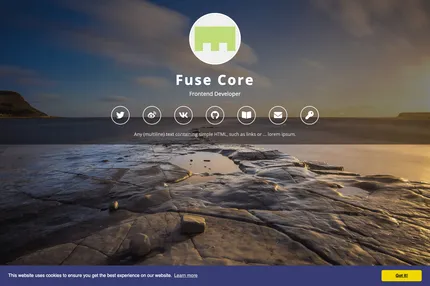 Fuse Core
Frontend Developer
Any (multiline) text containing simple HTML, such as links or ... lorem ipsum.
This website uses cookies to ensure you get the best experience on our website. Learn more
Got it!